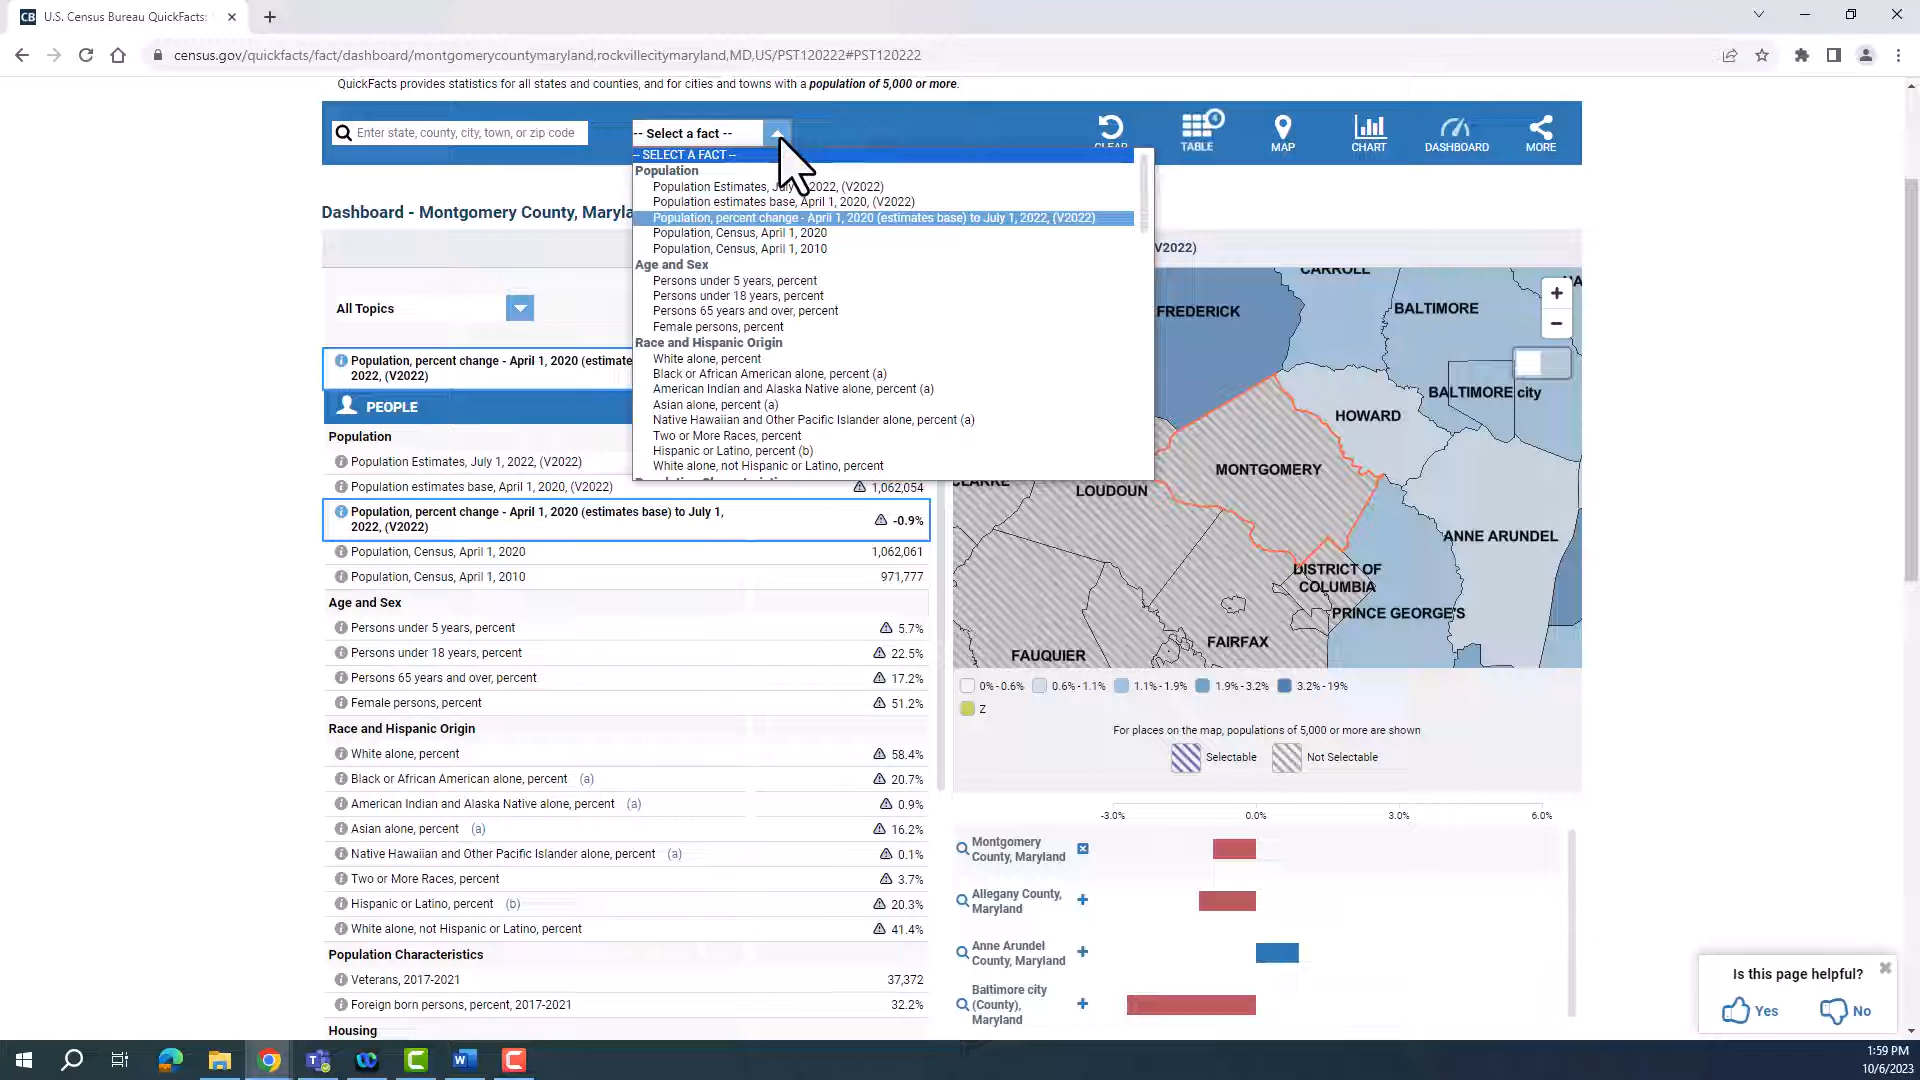 U.S. Census Bureau QuickFacts:
census.gov/quickfacts/fact/dashboard/montgomerycountymaryland,rockvillecitymaryland,MD,US/PST120222#PST120222
QuickFacts provides statistics for all states and counties, and for cities and towns with a population of 5,000 or more.
Enter state, county, city, town, or zip code
-- Select a fact --
CLEAR
4
TABLE
MAP
CHART
DASHBOARD
MORE
-- SELECT A FACT --
Population
Population Estimates, July 2022, (V2022)
Population estimates base, April 1, 2020, (V2022)
Population, percent change - April 1, 2020 (estimates base) to July 1, 2022, (V2022)
Population, Census, April 1, 2020
Population, Census, April 1, 2010
Age and Sex
Persons under 5 years, percent
Persons under 18 years, percent
Persons 65 years and over, percent
Female persons, percent
Race and Hispanic Origin
White alone, percent
Black or African American alone, percent (a)
American Indian and Alaska Native alone, percent (a)
Asian alone, percent (a)
Native Hawaiian and Other Pacific Islander alone, percent (a)
Two or More Races, percent
Hispanic or Latino, percent (b)
White alone, not Hispanic or Latino, percent
Dashboard - Montgomery County, Maryla
V2022)
All Topics
Population, percent change - April 1, 2020 (estimate
2022, (V2022)
PEOPLE
Population
Population Estimates, July 1, 2022, (V2022)
Population estimates base, April 1, 2020, (V2022) 1,062,054
Population, percent change - April 1, 2020 (estimates base) to July 1,
2022, (V2022) -0.9%
Population, Census, April 1, 2020 1,062,061
Population, Census, April 1, 2010 971,777
Age and Sex
Persons under 5 years, percent 5.7%
Persons under 18 years, percent 22.5%
Persons 65 years and over, percent 17.2%
Female persons, percent 51.2%
Race and Hispanic Origin
White alone, percent 58.4%
Black or African American alone, percent (a) 20.7%
American Indian and Alaska Native alone, percent (a) 0.9%
Asian alone, percent (a) 16.2%
Native Hawaiian and Other Pacific Islander alone, percent (a) 0.1%
Two or More Races, percent 3.7%
Hispanic or Latino, percent (b) 20.3%
White alone, not Hispanic or Latino, percent 41.4%
Population Characteristics
Veterans, 2017-2021 37,372
Foreign born persons, percent, 2017-2021 32.2%
Housing
CARROLL
FREDERICK
BALTIMORE
BALTIMORE city
HOWARD
MONTGOMERY
CLARKE
LOUDOUN
ANNE ARUNDEL
DISTRICT OF
COLUMBIA
PRINCE GEORGE'S
FAIRFAX
FAUQUIER
+
−
0% - 0.6% 0.6% - 1.1% 1.1% - 1.9% 1.9% - 3.2% 3.2% - 19%
Z
For places on the map, populations of 5,000 or more are shown
Selectable Not Selectable
-3.0% 0.0% 3.0% 6.0%
Montgomery
County, Maryland
Allegany County,
Maryland
Anne Arundel
County, Maryland
Baltimore city
(County),
Maryland
Is this page helpful?
Yes No
1:59 PM
10/6/2023